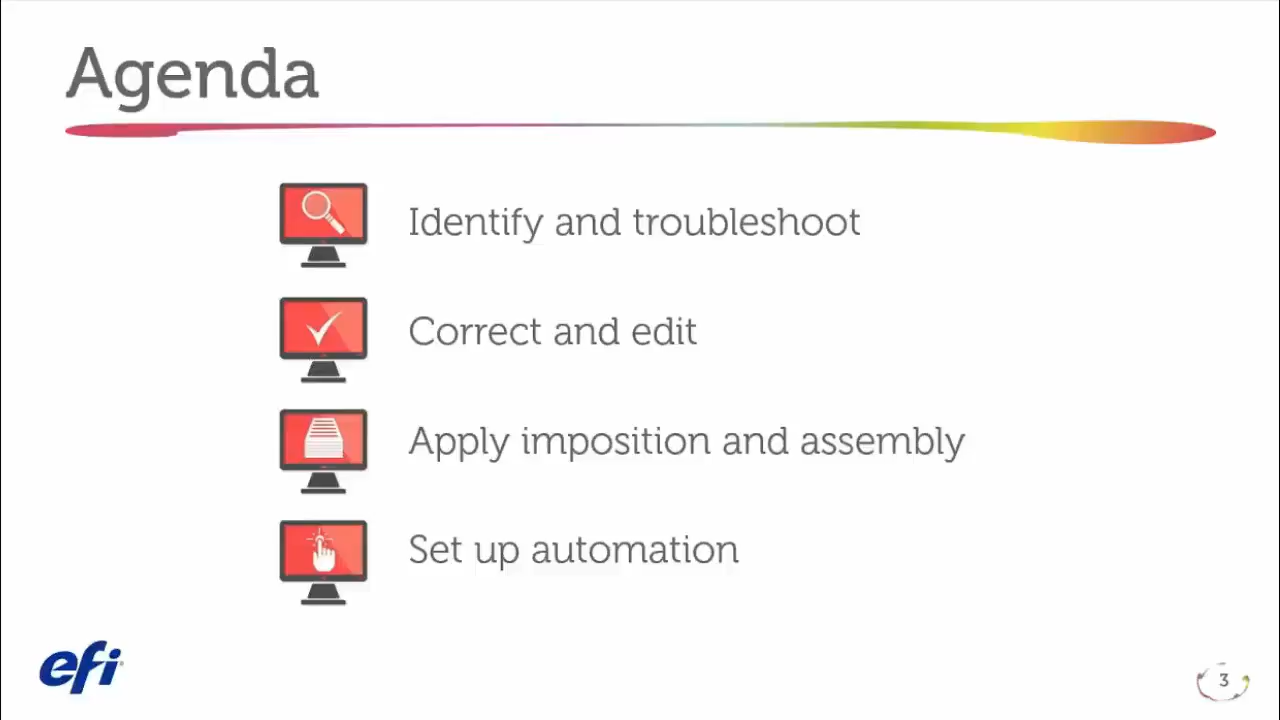 Agenda
Identify and troubleshoot
Correct and edit
Apply imposition and assembly
Set up automation
efi
3